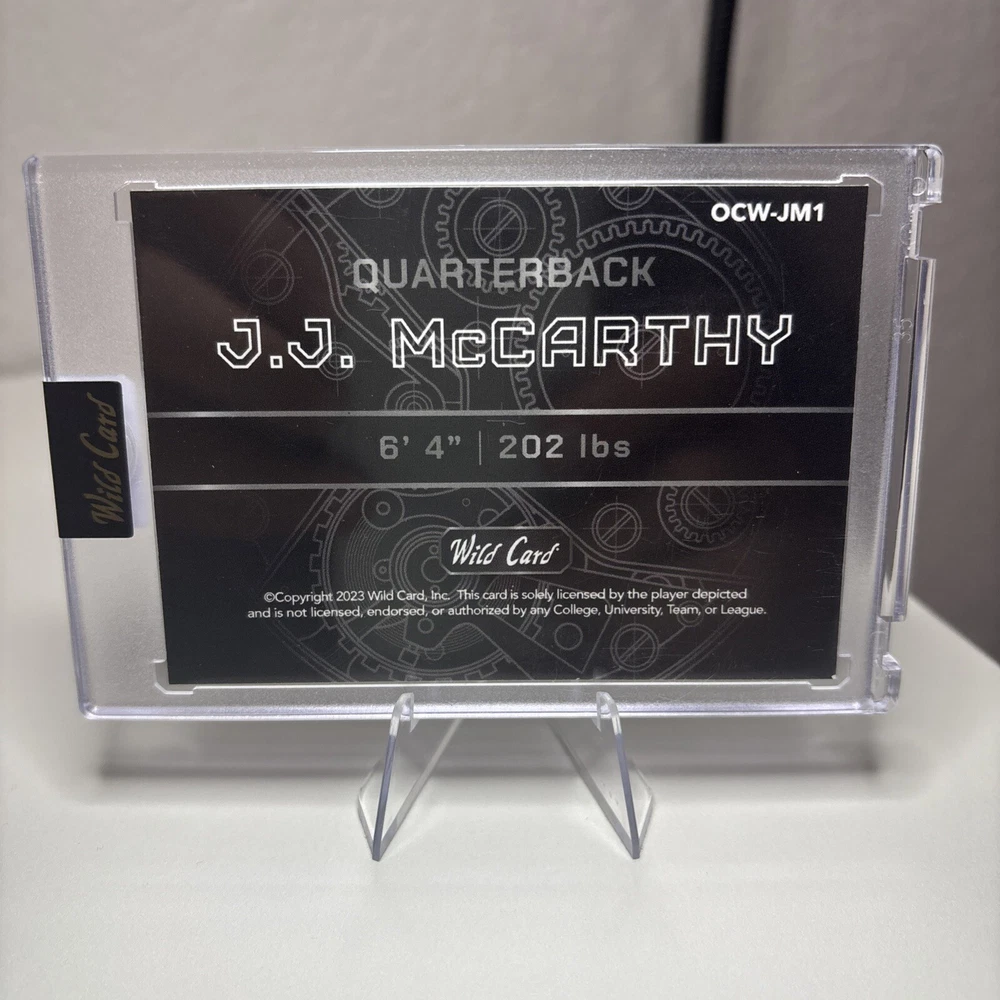 OCW-JM1
QUARTERBACK
J.J. McCARTHY
6' 4" | 202 lbs
Wild Card
Wild Card
©Copyright 2023 Wild Card, Inc. This card is solely licensed by the player depicted
and is not licensed, endorsed, or authorized by any College, University, Team, or League.